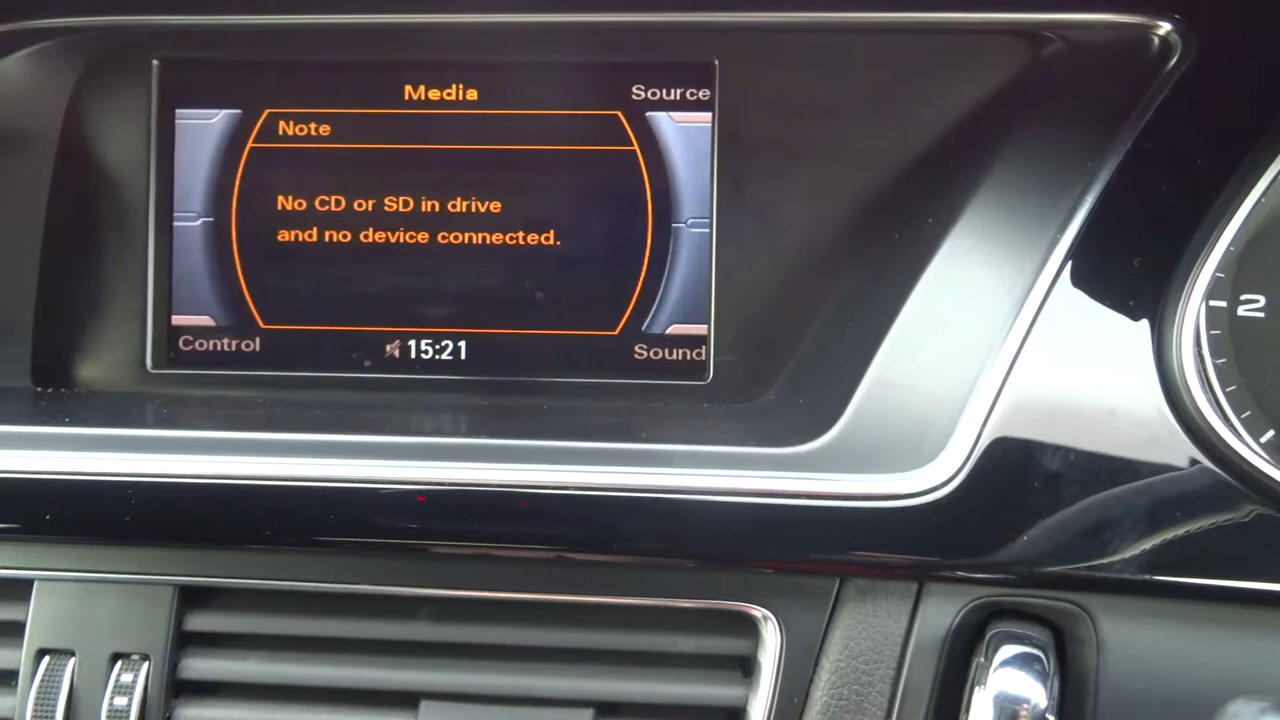 Media
Source
Note
No CD or SD in drive
and no device connected.
Control
15:21
Sound
2